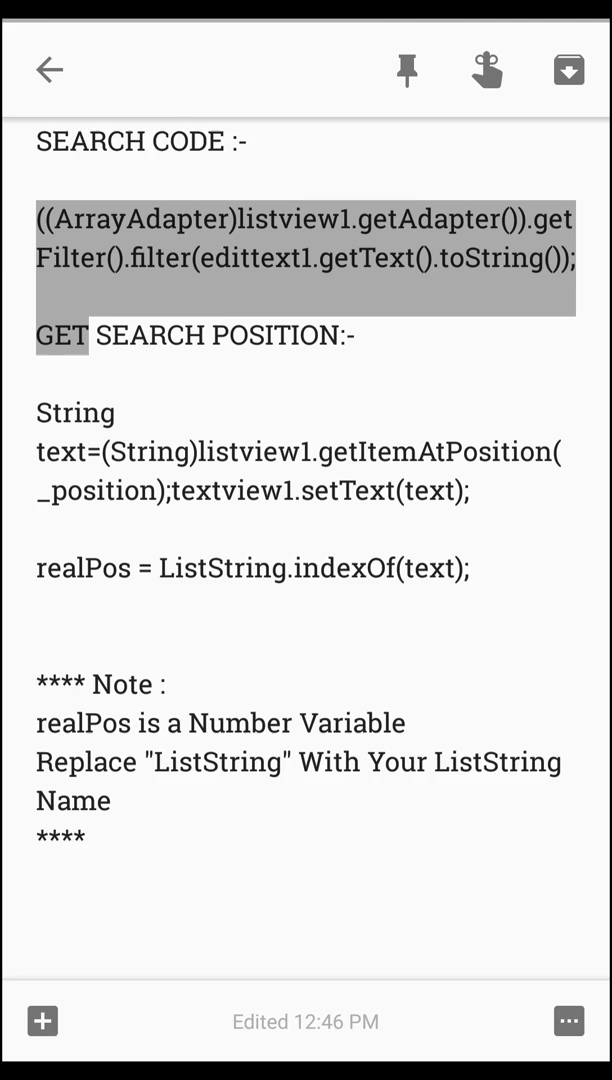 SEARCH CODE :-
((ArrayAdapter)listview1.getAdapter()).get
Filter().filter(edittext1.getText().toString());
GET SEARCH POSITION:-
String
text=(String)listview1.getItemAtPosition(
_position);textview1.setText(text);
realPos = ListString.indexOf(text);
**** Note :
realPos is a Number Variable
Replace "ListString" With Your ListString
Name
****
Edited 12:46 PM